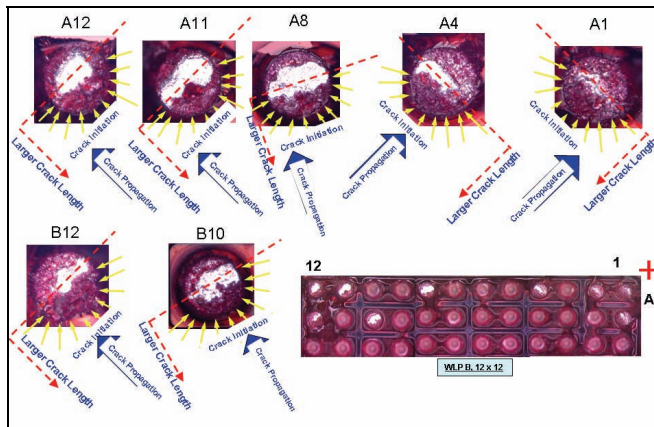 A12
A11
A8
A4
A1
Crack Initiation
Larger Crack Length
Crack Propagation
Crack Initiation
Larger Crack Length
Crack Propagation
Crack Initiation
Larger Crack Length
Crack Propagation
Crack Initiation
Crack Propagation
Larger Crack Length
Crack Initiation
Crack Propagation
Larger Crack Length
B12
B10
Crack Initiation
Larger Crack Length
Crack Propagation
Crack Initiation
Larger Crack Length
Crack Propagation
12
1
A
WLP B, 12 x 12